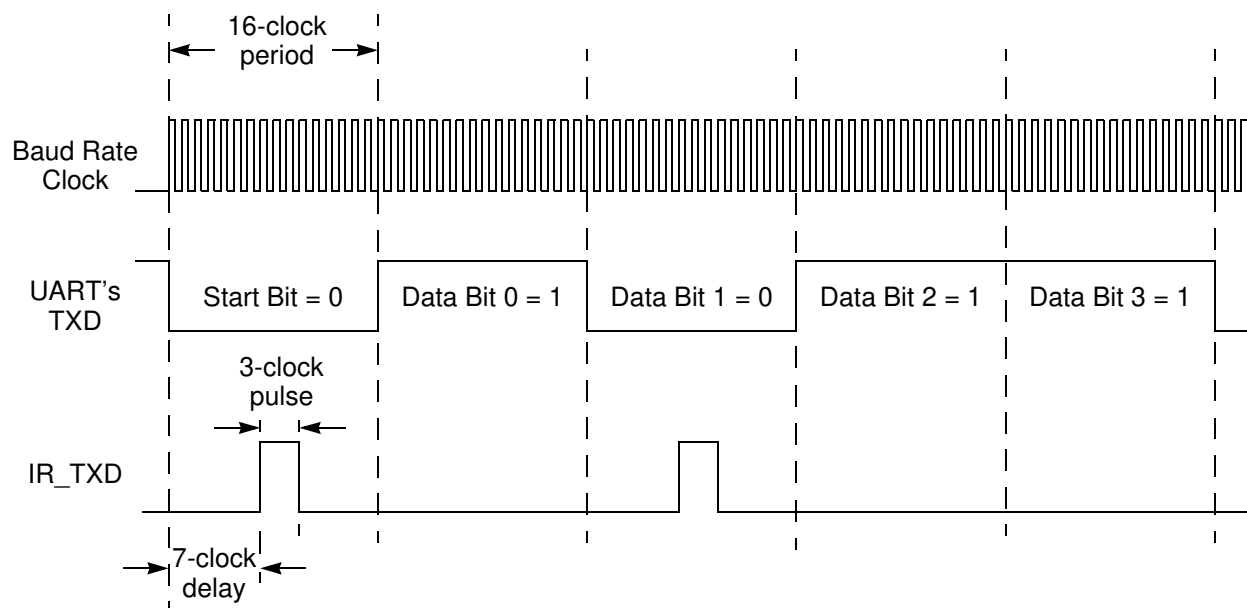 16-clock
period
Baud Rate
Clock
UART's
TXD
Start Bit = 0
Data Bit 0 = 1
Data Bit 1 = 0
Data Bit 2 = 1
Data Bit 3 = 1
3-clock
pulse
IR_TXD
7-clock
delay